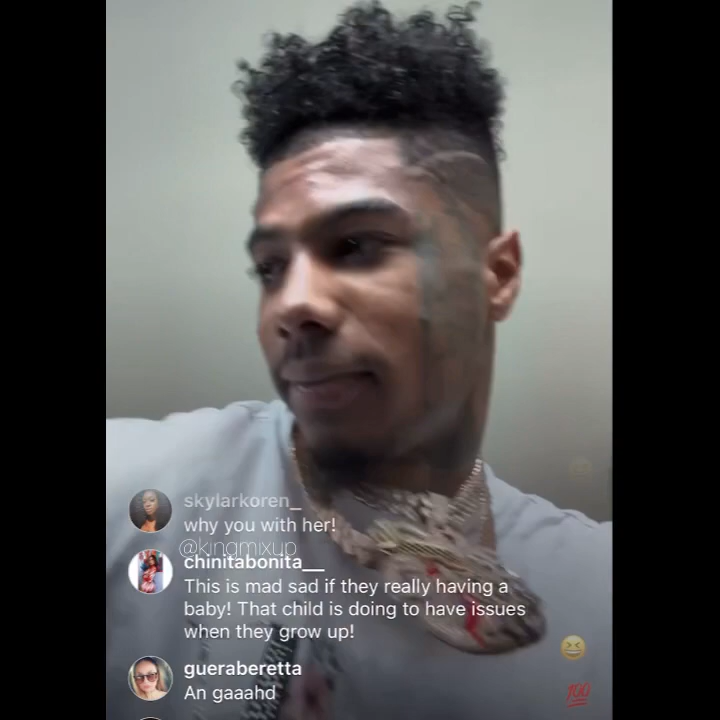 skylarkoren_
why you with her!
@kingmixup
chinitabonita__
This is mad sad if they really having a
baby! That child is doing to have issues
when they grow up!
gueraberetta
An gaaahd
100